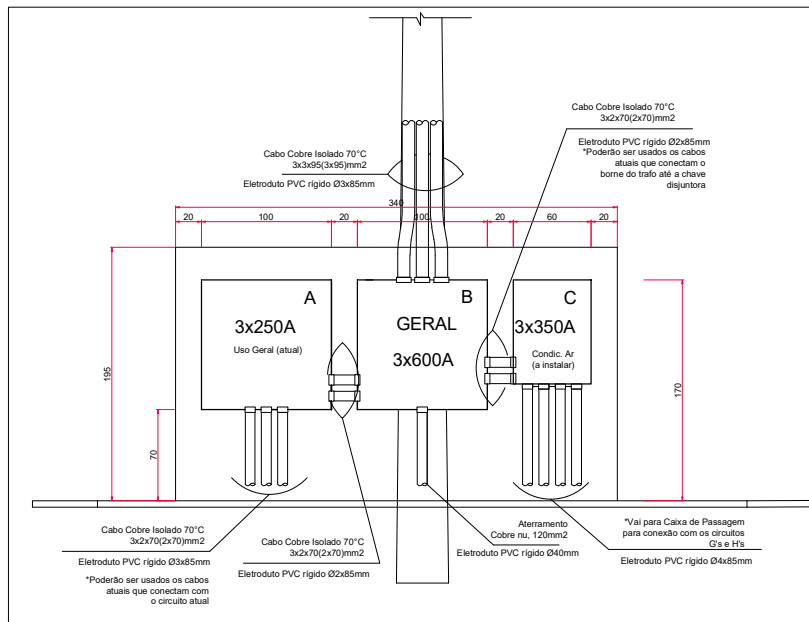 Cabo Cobre Isolado 70°C
3x2x70(2x70)mm2
Eletroduto PVC rígido Ø2x85mm
*Poderão ser usados os cabos
atuais que conectam o
borne do trafo até a chave
disjuntora
Cabo Cobre Isolado 70°C
3x3x95(3x95)mm2
Eletroduto PVC rígido Ø3x85mm
340
20
100
20
100
20
60
20
A
3x250A
Uso Geral (atual)
B
GERAL
3x600A
C
3x350A
Condic. Ar
(a instalar)
195
70
170
Cabo Cobre Isolado 70°C
3x2x70(2x70)mm2
Eletroduto PVC rígido Ø3x85mm
*Poderão ser usados os cabos
atuais que conectam com
o circuito atual
Cabo Cobre Isolado 70°C
3x2x70(2x70)mm2
Eletroduto PVC rígido Ø2x85mm
Aterramento
Cobre nu, 120mm2
Eletroduto PVC rígido Ø40mm
*Vai para Caixa de Passagem
para conexão com os circuitos
G's e H's
Eletroduto PVC rígido Ø4x85mm